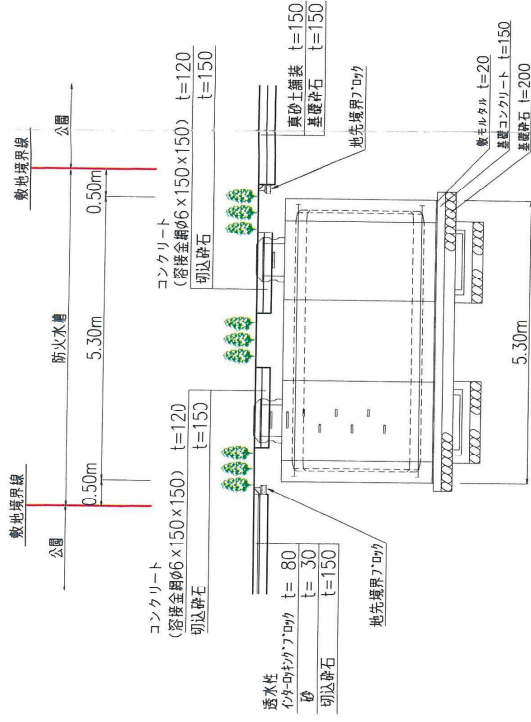 敷地境界線
敷地境界線
公園
防火水槽
公園
0.50m
5.30m
0.50m
コンクリート
(溶接金網φ6×150×150) t=120
切込砕石 t=150
コンクリート
(溶接金網φ6×150×150) t=120
切込砕石 t=150
透水性
インターロッキングブロック t= 80
砂 t= 30
切込砕石 t=150
真砂土舗装 t=150
基礎砕石 t=150
地先境界ブロック
地先境界ブロック
敷モルタル t=20
基礎コンクリート t=150
基礎砕石 t=200
5.30m